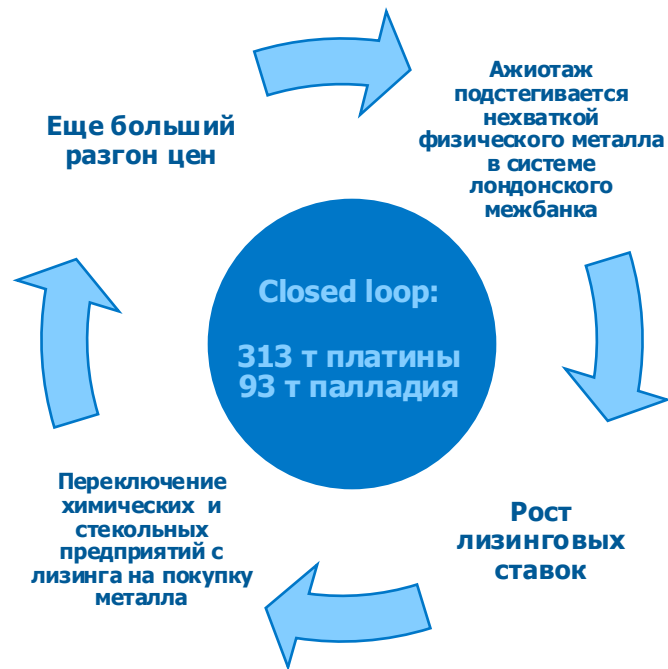 Еще больший
разгон цен
Ажиотаж
подстегивается
нехваткой
физического металла
в системе
лондонского
межбанка
Closed loop:
313 т платины
93 т палладия
Переключение
химических и
стекольных
предприятий с
лизинга на покупку
металла
Рост
лизинговых
ставок